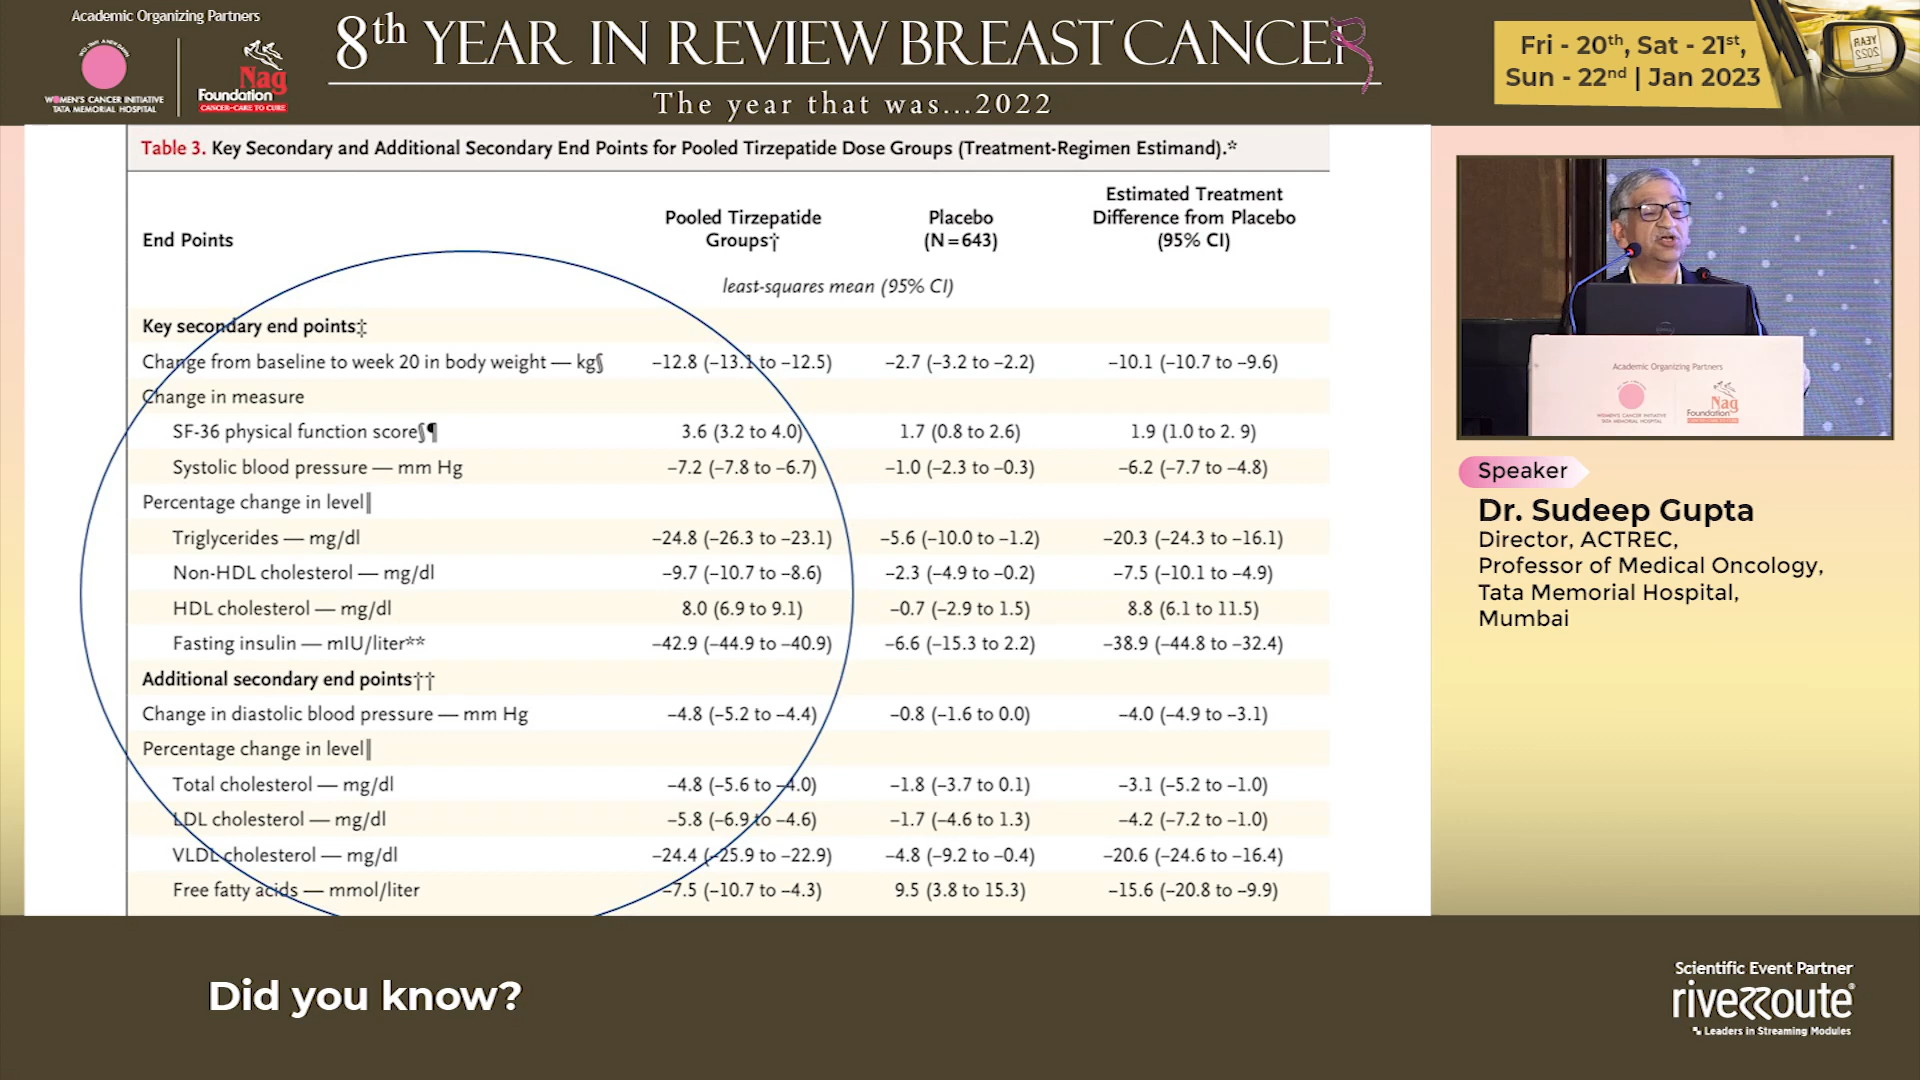 Academic Organizing Partners
WOMEN'S CANCER INITIATIVE
TATA MEMORIAL HOSPITAL
Nag
Foundation
CANCER-CARE TO CURE
8th YEAR IN REVIEW BREAST CANCER
The year that was...2022
Fri - 20th, Sat - 21st,
Sun - 22nd | Jan 2023
YEAR
2022
Table 3. Key Secondary and Additional Secondary End Points for Pooled Tirzepatide Dose Groups (Treatment-Regimen Estimand).*
End Points
Pooled Tirzepatide
Groups†
Placebo
(N=643)
Estimated Treatment
Difference from Placebo
(95% CI)
least-squares mean (95% CI)
Key secondary end points‡
Change from baseline to week 20 in body weight — kg§ −12.8 (−13.1 to −12.5) −2.7 (−3.2 to −2.2) −10.1 (−10.7 to −9.6)
Change in measure
SF-36 physical function score§¶ 3.6 (3.2 to 4.0) 1.7 (0.8 to 2.6) 1.9 (1.0 to 2. 9)
Systolic blood pressure — mm Hg −7.2 (−7.8 to −6.7) −1.0 (−2.3 to −0.3) −6.2 (−7.7 to −4.8)
Percentage change in level‖
Triglycerides — mg/dl −24.8 (−26.3 to −23.1) −5.6 (−10.0 to −1.2) −20.3 (−24.3 to −16.1)
Non-HDL cholesterol — mg/dl −9.7 (−10.7 to −8.6) −2.3 (−4.9 to −0.2) −7.5 (−10.1 to −4.9)
HDL cholesterol — mg/dl 8.0 (6.9 to 9.1) −0.7 (−2.9 to 1.5) 8.8 (6.1 to 11.5)
Fasting insulin — mIU/liter** −42.9 (−44.9 to −40.9) −6.6 (−15.3 to 2.2) −38.9 (−44.8 to −32.4)
Additional secondary end points††
Change in diastolic blood pressure — mm Hg −4.8 (−5.2 to −4.4) −0.8 (−1.6 to 0.0) −4.0 (−4.9 to −3.1)
Percentage change in level‖
Total cholesterol — mg/dl −4.8 (−5.6 to −4.0) −1.8 (−3.7 to 0.1) −3.1 (−5.2 to −1.0)
LDL cholesterol — mg/dl −5.8 (−6.9 to −4.6) −1.7 (−4.6 to 1.3) −4.2 (−7.2 to −1.0)
VLDL cholesterol — mg/dl −24.4 (−25.9 to −22.9) −4.8 (−9.2 to −0.4) −20.6 (−24.6 to −16.4)
Free fatty acids — mmol/liter −7.5 (−10.7 to −4.3) 9.5 (3.8 to 15.3) −15.6 (−20.8 to −9.9)
Academic Organizing Partners
WOMEN'S CANCER INITIATIVE
TATA MEMORIAL HOSPITAL
Nag
Foundation
Speaker
Dr. Sudeep Gupta
Director, ACTREC,
Professor of Medical Oncology,
Tata Memorial Hospital,
Mumbai
Did you know?
Scientific Event Partner
riveRRoute
Leaders in Streaming Modules